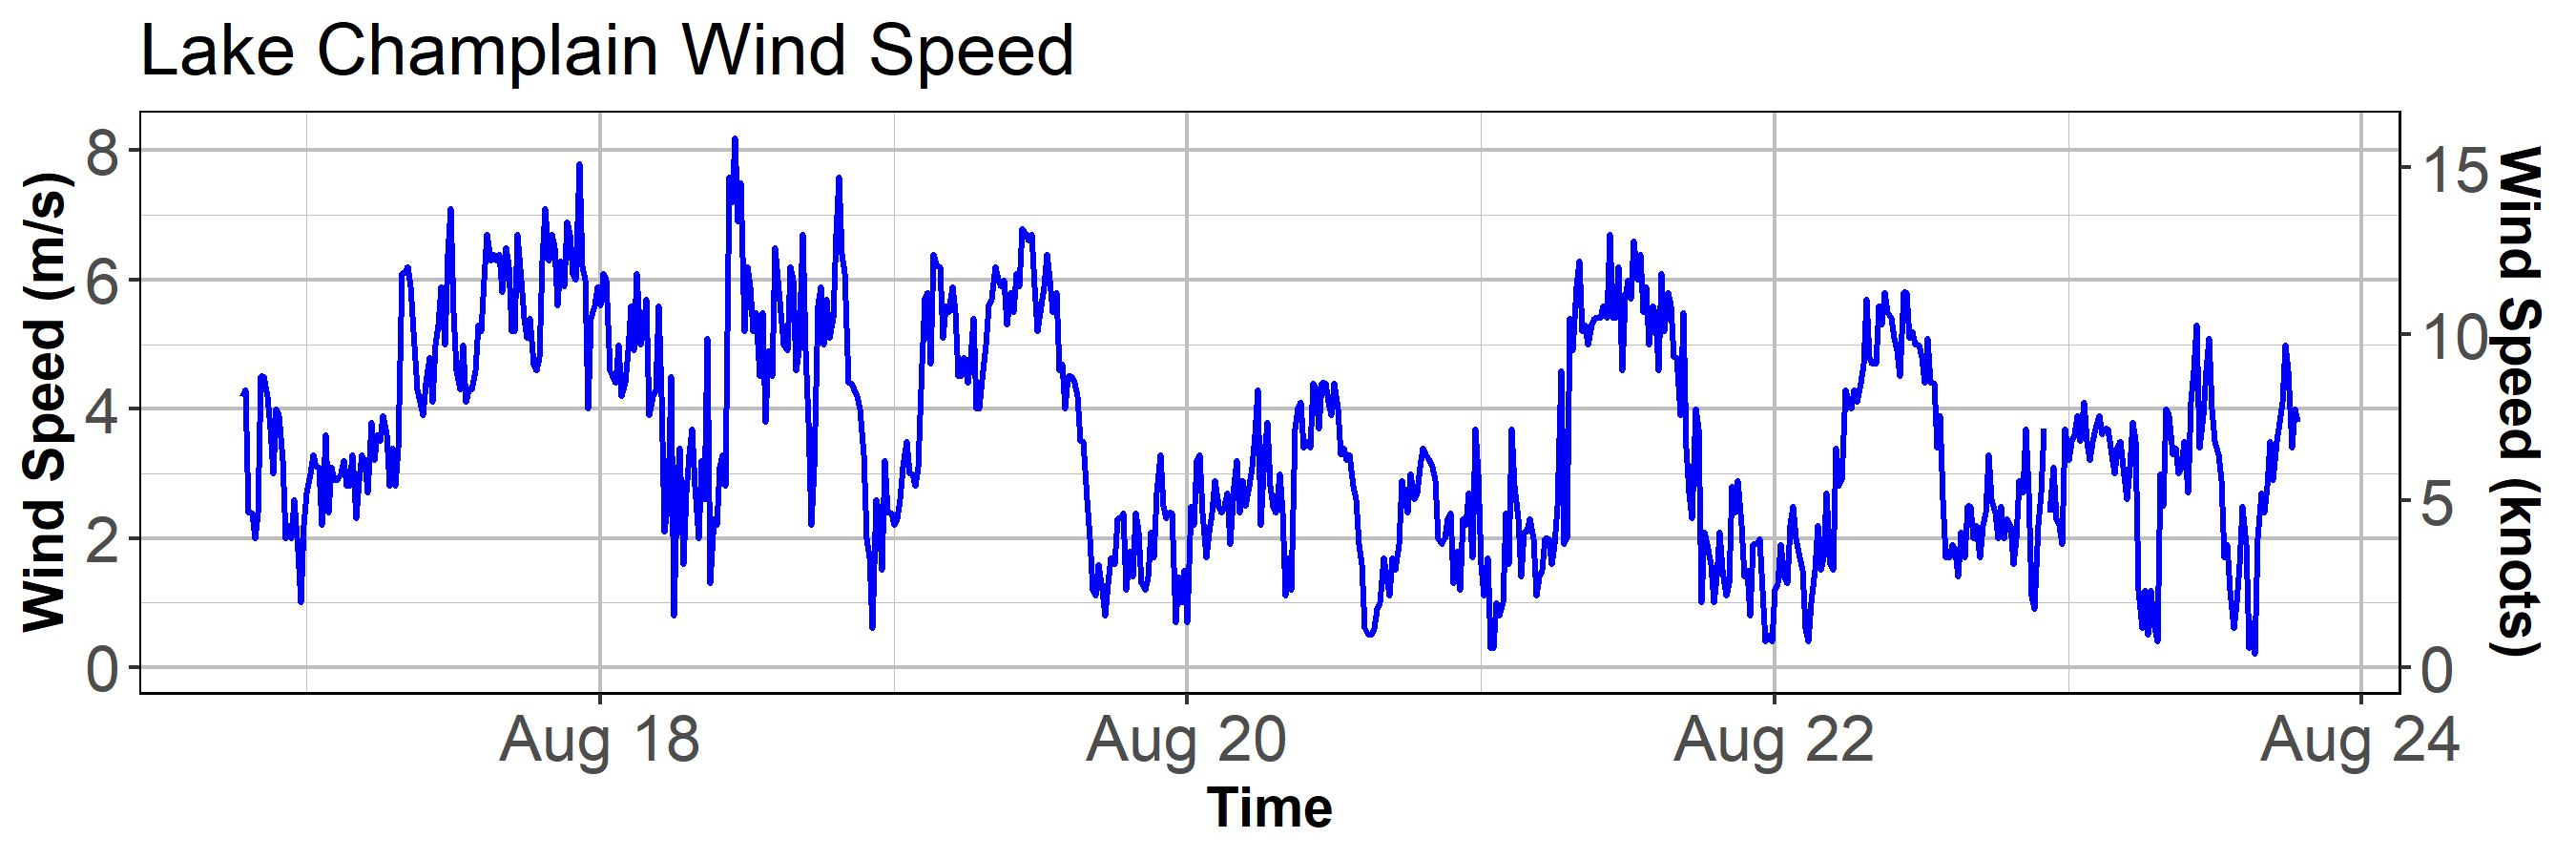 Lake Champlain Wind Speed
Wind Speed (m/s)
8
6
4
2
0
15
10
5
0
Wind Speed (knots)
Aug 18
Aug 20
Aug 22
Aug 24
Time